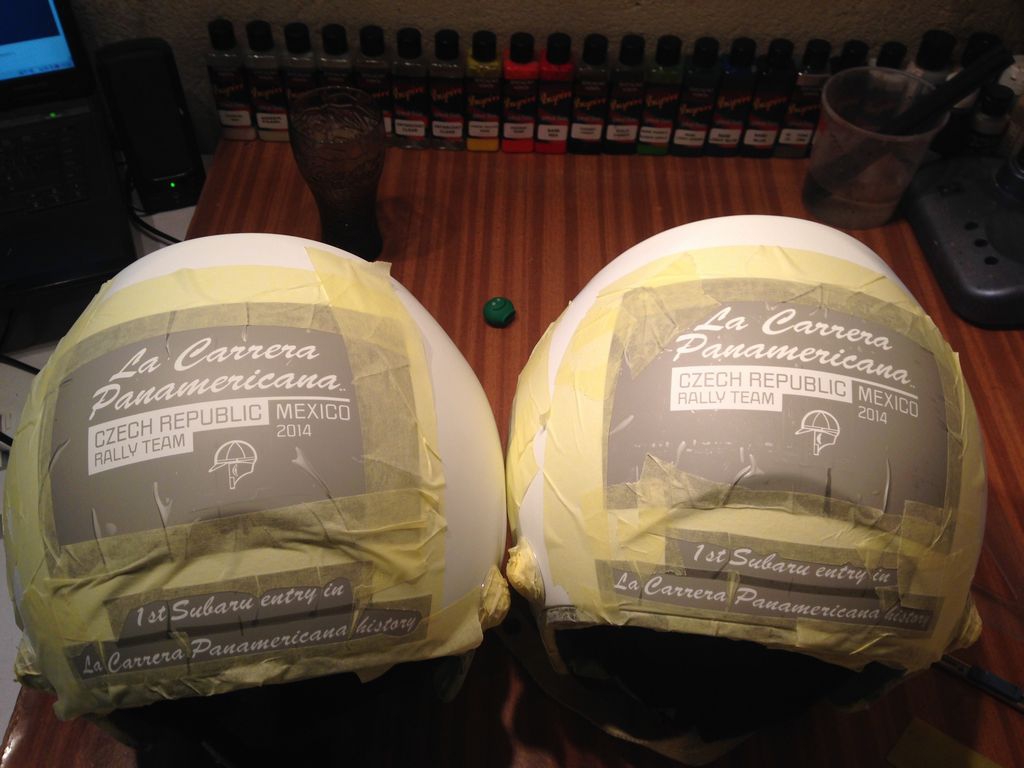 La Carrera
Panamericana
CZECH REPUBLIC
RALLY TEAM
MEXICO
2014
1st Subaru entry in
La Carrera Panamericana history
La Carrera
Panamericana
CZECH REPUBLIC
RALLY TEAM
MEXICO
2014
1st Subaru entry in
La Carrera Panamericana history